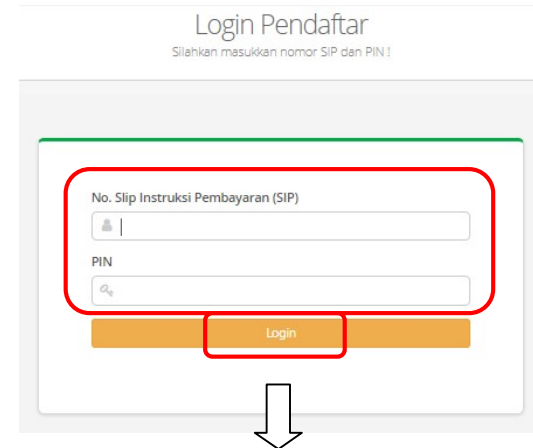 Login Pendaftar
Silahkan masukkan nomor SIP dan PIN !
No. Slip Instruksi Pembayaran (SIP)
PIN
Login